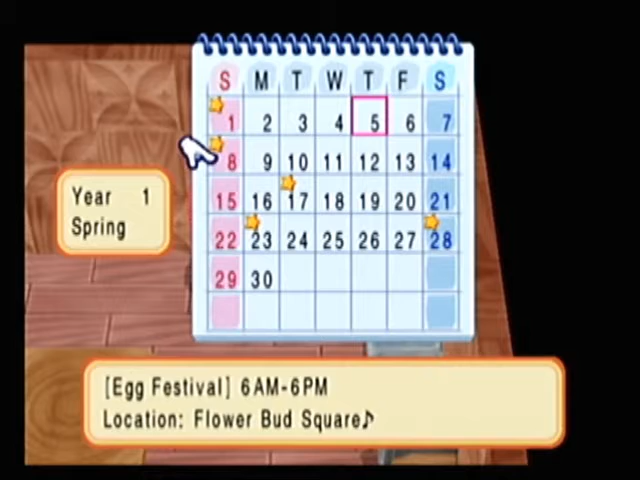 S M T W T F S
1 2 3 4 5 6 7
8 9 10 11 12 13 14
15 16 17 18 19 20 21
22 23 24 25 26 27 28
29 30
Year 1
Spring
[Egg Festival] 6AM-6PM
Location: Flower Bud Square♪